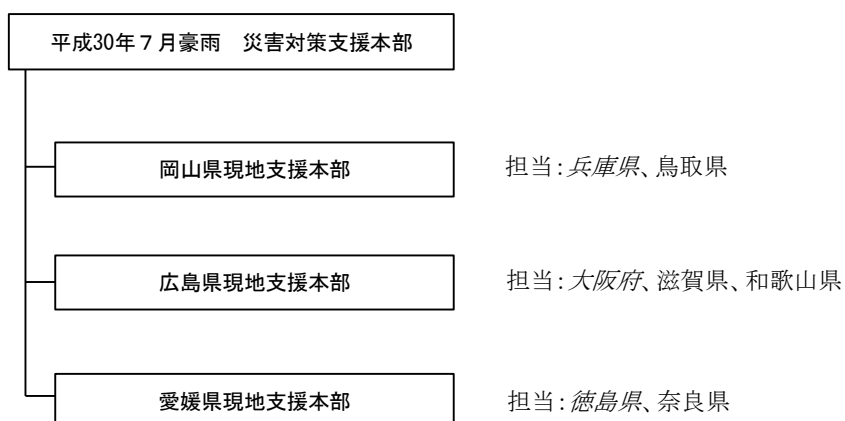 平成30年７月豪雨　災害対策支援本部
岡山県現地支援本部　担当:兵庫県、鳥取県
広島県現地支援本部　担当:大阪府、滋賀県、和歌山県
愛媛県現地支援本部　担当:徳島県、奈良県